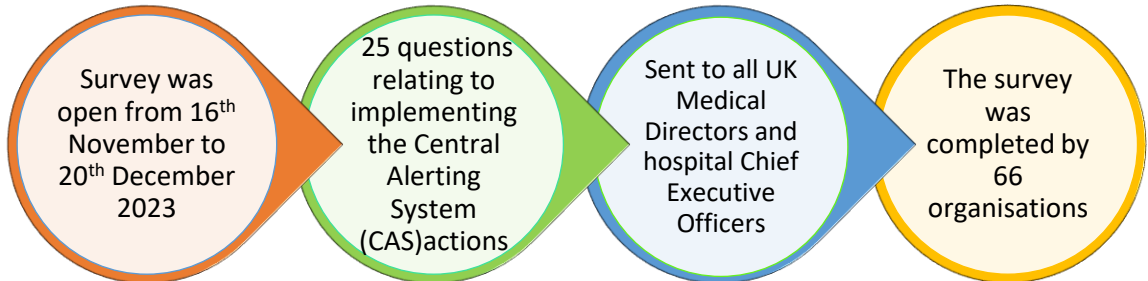 Survey was
open from 16th
November to
20th December
2023
25 questions
relating to
implementing
the Central
Alerting
System
(CAS)actions
Sent to all UK
Medical
Directors and
hospital Chief
Executive
Officers
The survey
was
completed by
66
organisations